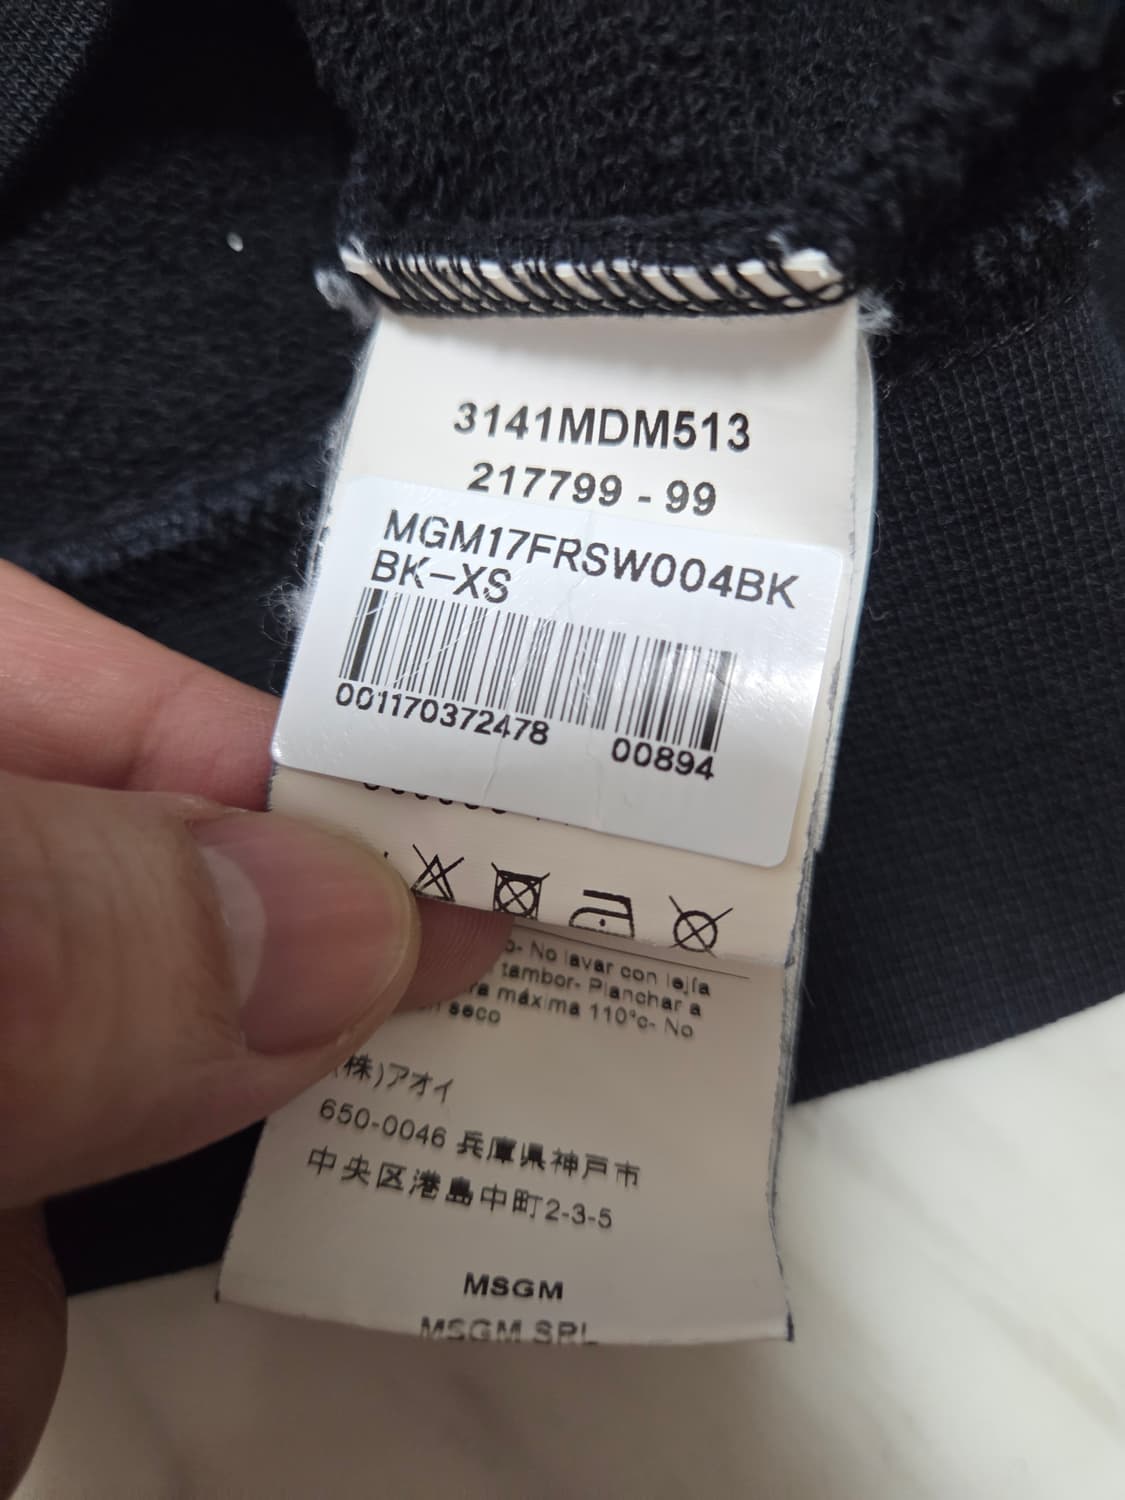 3141MDM513
217799 - 99
MGM17FRSW004BK
BK-XS
001170372478 00894
No lavar con lejía
tambor- Planchar a
máxima 110°c- No
seco
(株)アオイ
650-0046 兵庫県神戸市
中央区港島中町2-3-5
MSGM
MSGM SRL